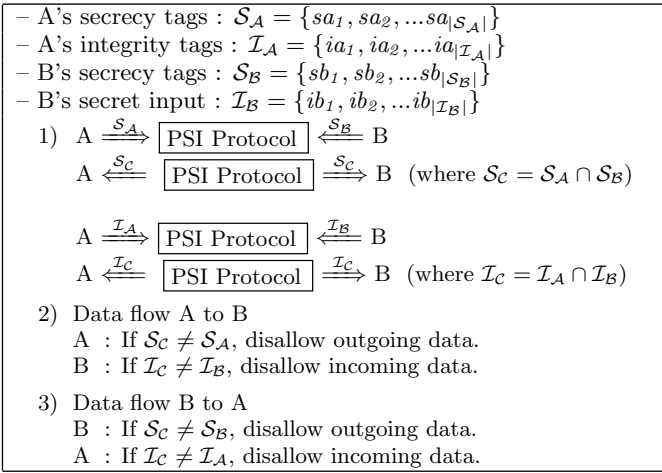 – A's secrecy tags : 𝒮_𝒜 = {sa₁, sa₂, ...sa_{|𝒮_𝒜|}}
– A's integrity tags : ℐ_𝒜 = {ia₁, ia₂, ...ia_{|ℐ_𝒜|}}
– B's secrecy tags : 𝒮_ℬ = {sb₁, sb₂, ...sb_{|𝒮_ℬ|}}
– B's secret input : ℐ_ℬ = {ib₁, ib₂, ...ib_{|ℐ_ℬ|}}
1) A ⟹^{𝒮_𝒜} PSI Protocol ⟸^{𝒮_ℬ} B
A ⟸^{𝒮_𝒞} PSI Protocol ⟹^{𝒮_𝒞} B (where 𝒮_𝒞 = 𝒮_𝒜 ∩ 𝒮_ℬ)
A ⟹^{ℐ_𝒜} PSI Protocol ⟸^{ℐ_ℬ} B
A ⟸^{ℐ_𝒞} PSI Protocol ⟹^{ℐ_𝒞} B (where ℐ_𝒞 = ℐ_𝒜 ∩ ℐ_ℬ)
2) Data flow A to B
A : If 𝒮_𝒞 ≠ 𝒮_𝒜, disallow outgoing data.
B : If ℐ_𝒞 ≠ ℐ_ℬ, disallow incoming data.
3) Data flow B to A
B : If 𝒮_𝒞 ≠ 𝒮_ℬ, disallow outgoing data.
A : If ℐ_𝒞 ≠ ℐ_𝒜, disallow incoming data.